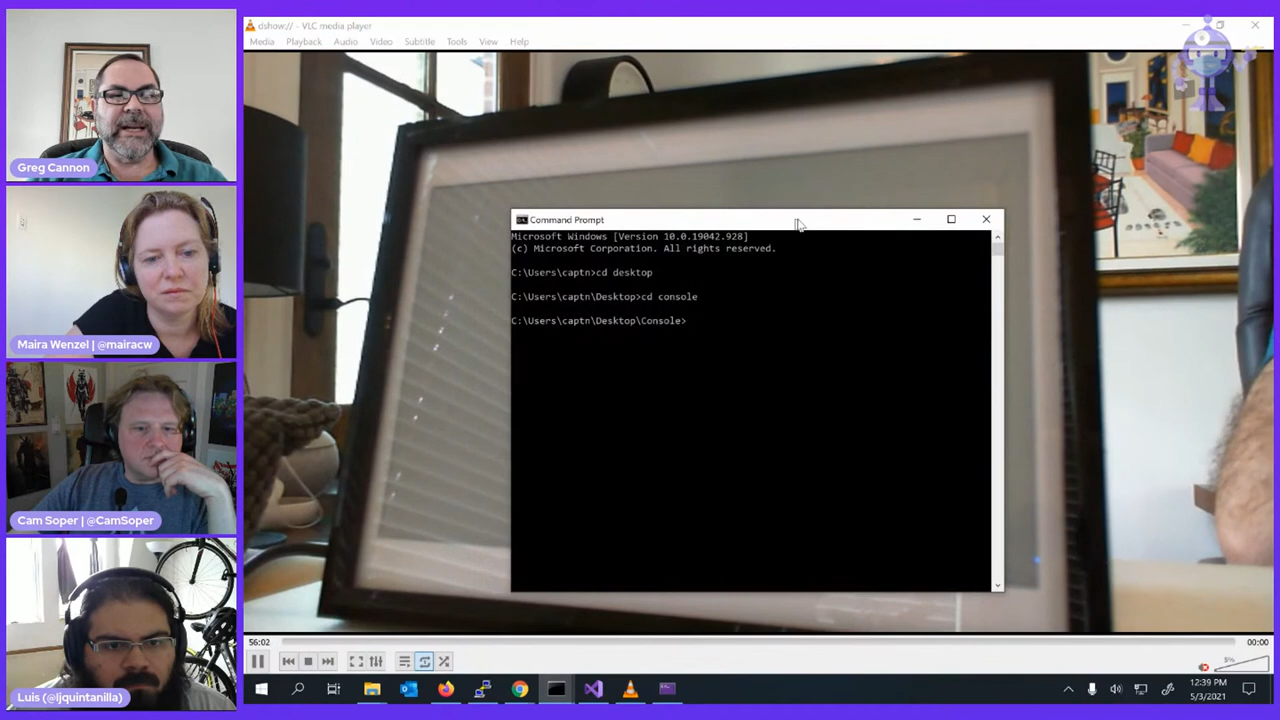 Greg Cannon
Maira Wenzel | @mairacw
Cam Soper | @CamSoper
Luis (@ljquintanilla)
dshow:// - VLC media player
Media Playback Audio Video Subtitle Tools View Help
Command Prompt
Microsoft Windows [Version 10.0.19042.928]
(c) Microsoft Corporation. All rights reserved.
C:\Users\captn>cd desktop
C:\Users\captn\Desktop>cd console
C:\Users\captn\Desktop\Console>
56:02
00:00
5%
12:39 PM
5/3/2021